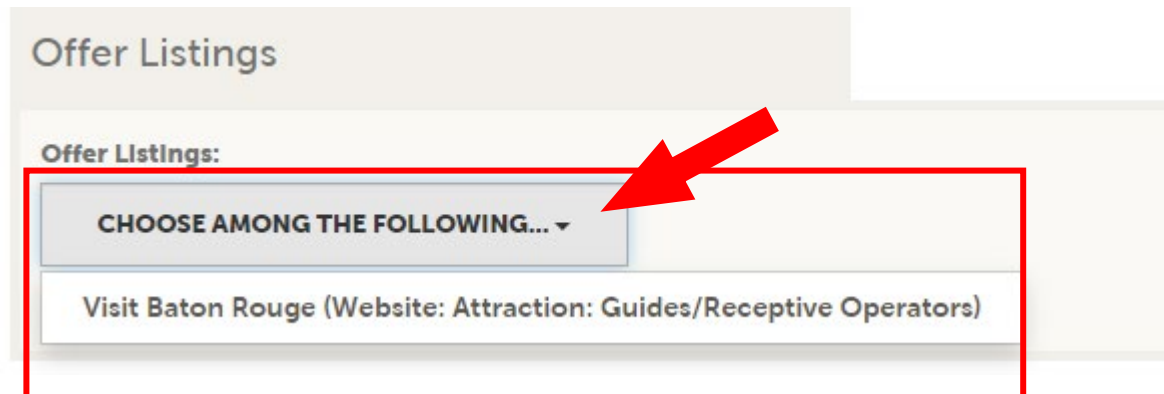 Offer Listings
Offer Listings:
CHOOSE AMONG THE FOLLOWING...
Visit Baton Rouge (Website: Attraction: Guides/Receptive Operators)